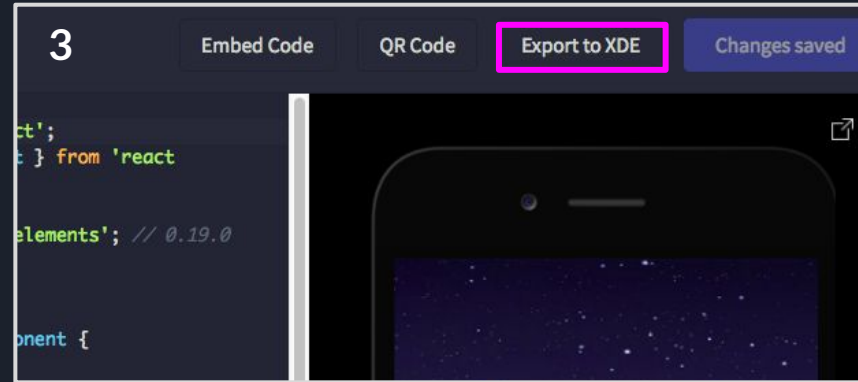 3
Embed Code
QR Code
Export to XDE
Changes saved
ct';
t } from 'react
elements'; // 0.19.0
onent {